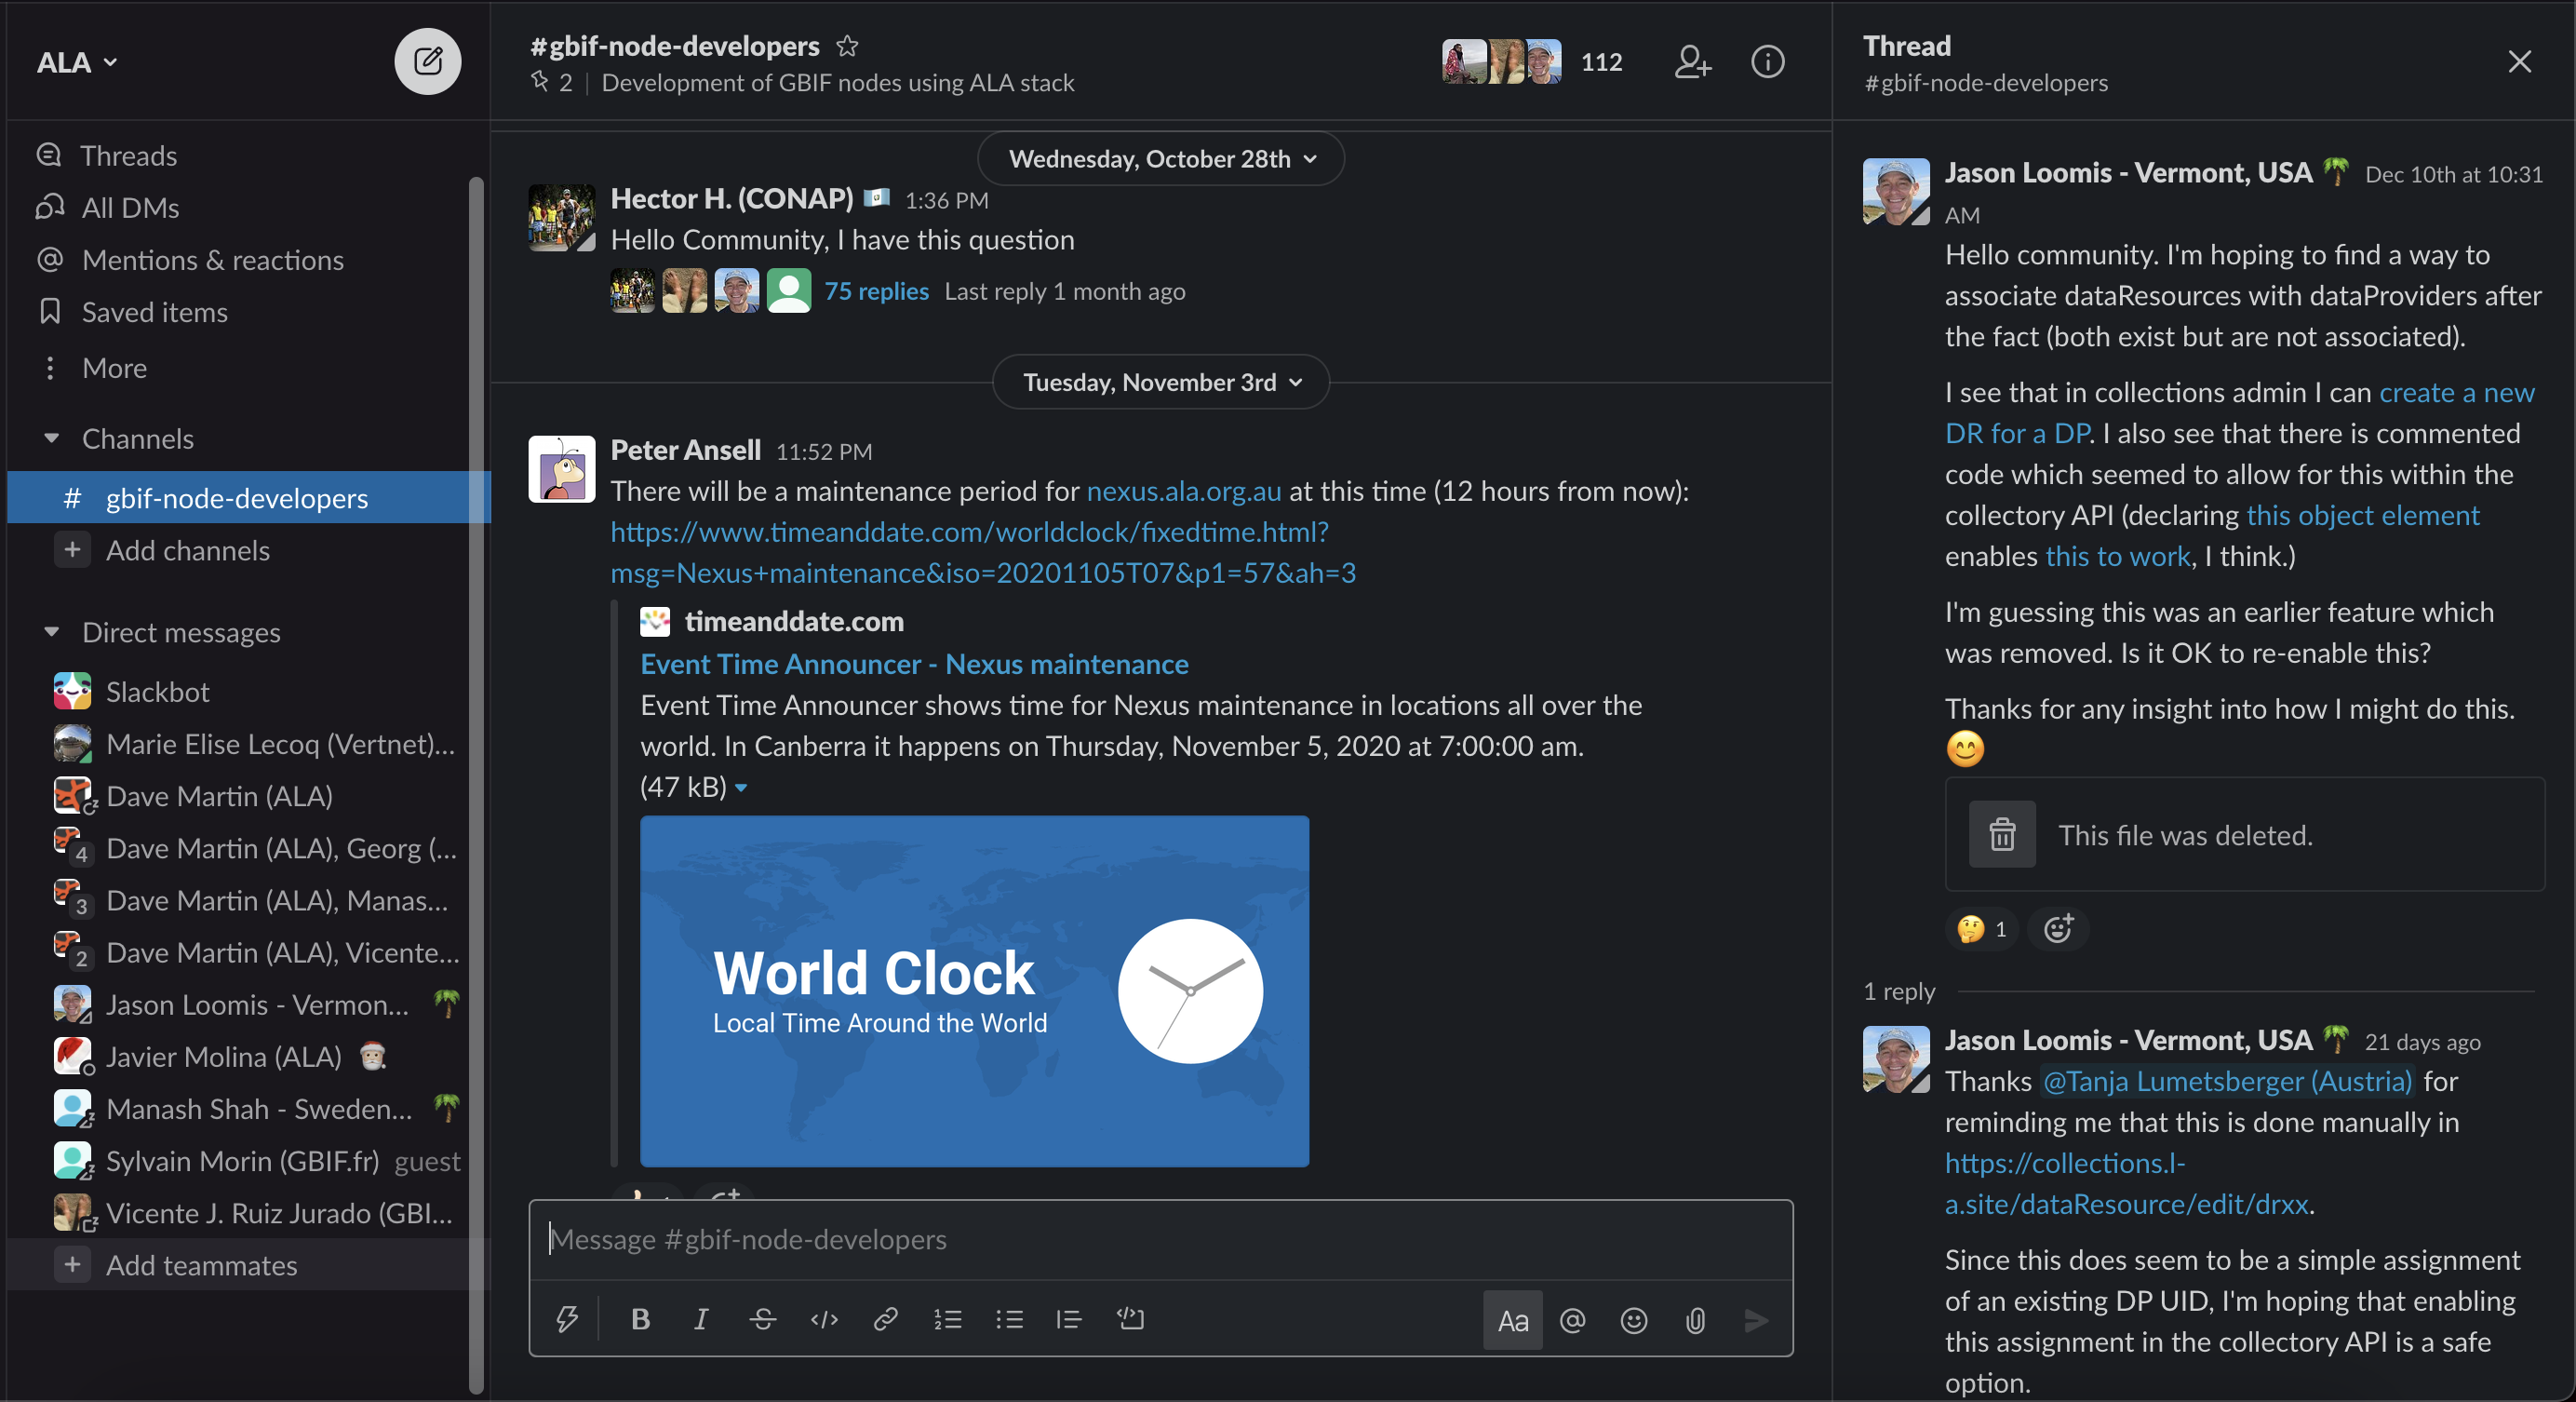 ALA
Threads
All DMs
Mentions & reactions
Saved items
More
Channels
# gbif-node-developers
+ Add channels
Direct messages
Slackbot
Marie Elise Lecoq (Vertnet)...
Dave Martin (ALA)
4 Dave Martin (ALA), Georg (...
3 Dave Martin (ALA), Manas...
2 Dave Martin (ALA), Vicente...
Jason Loomis - Vermon... 🌴
Javier Molina (ALA) 🎅
Manash Shah - Sweden... 🌴
Sylvain Morin (GBIF.fr) guest
Vicente J. Ruiz Jurado (GBI...
+ Add teammates
#gbif-node-developers
2 | Development of GBIF nodes using ALA stack
112
Wednesday, October 28th
Hector H. (CONAP) 🇬🇹 1:36 PM
Hello Community, I have this question
75 replies Last reply 1 month ago
Tuesday, November 3rd
Peter Ansell 11:52 PM
There will be a maintenance period for nexus.ala.org.au at this time (12 hours from now):
https://www.timeanddate.com/worldclock/fixedtime.html?
msg=Nexus+maintenance&iso=20201105T07&p1=57&ah=3
timeanddate.com
Event Time Announcer - Nexus maintenance
Event Time Announcer shows time for Nexus maintenance in locations all over the
world. In Canberra it happens on Thursday, November 5, 2020 at 7:00:00 am.
(47 kB)
World Clock
Local Time Around the World
Message #gbif-node-developers
B I S </> Aa @
Thread
#gbif-node-developers
Jason Loomis - Vermont, USA 🌴 Dec 10th at 10:31
AM
Hello community. I'm hoping to find a way to
associate dataResources with dataProviders after
the fact (both exist but are not associated).
I see that in collections admin I can create a new
DR for a DP. I also see that there is commented
code which seemed to allow for this within the
collectory API (declaring this object element
enables this to work, I think.)
I'm guessing this was an earlier feature which
was removed. Is it OK to re-enable this?
Thanks for any insight into how I might do this.
😊
This file was deleted.
🤔 1
1 reply
Jason Loomis - Vermont, USA 🌴 21 days ago
Thanks @Tanja Lumetsberger (Austria) for
reminding me that this is done manually in
https://collections.l-
a.site/dataResource/edit/drxx.
Since this does seem to be a simple assignment
of an existing DP UID, I'm hoping that enabling
this assignment in the collectory API is a safe
option.